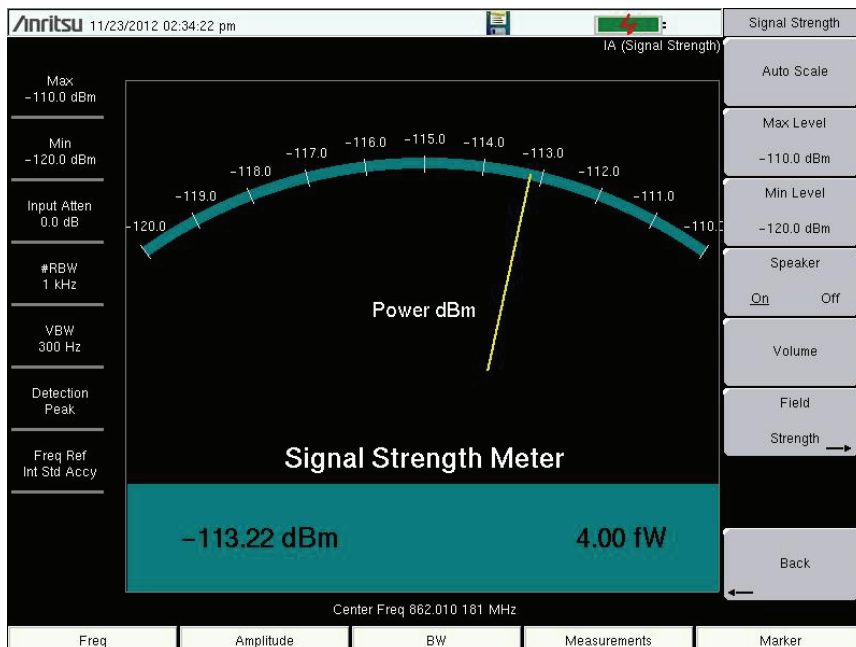 Anritsu 11/23/2012 02:34:22 pm
IA (Signal Strength)
Max
-110.0 dBm
Min
-120.0 dBm
Input Atten
0.0 dB
#RBW
1 kHz
VBW
300 Hz
Detection
Peak
Freq Ref
Int Std Accy
-120.0
-119.0
-118.0
-117.0
-116.0
-115.0
-114.0
-113.0
-112.0
-111.0
-110.
Power dBm
Signal Strength Meter
-113.22 dBm 4.00 fW
Center Freq 862.010 181 MHz
Signal Strength
Auto Scale
Max Level
-110.0 dBm
Min Level
-120.0 dBm
Speaker
On Off
Volume
Field
Strength
Back
Freq Amplitude BW Measurements Marker